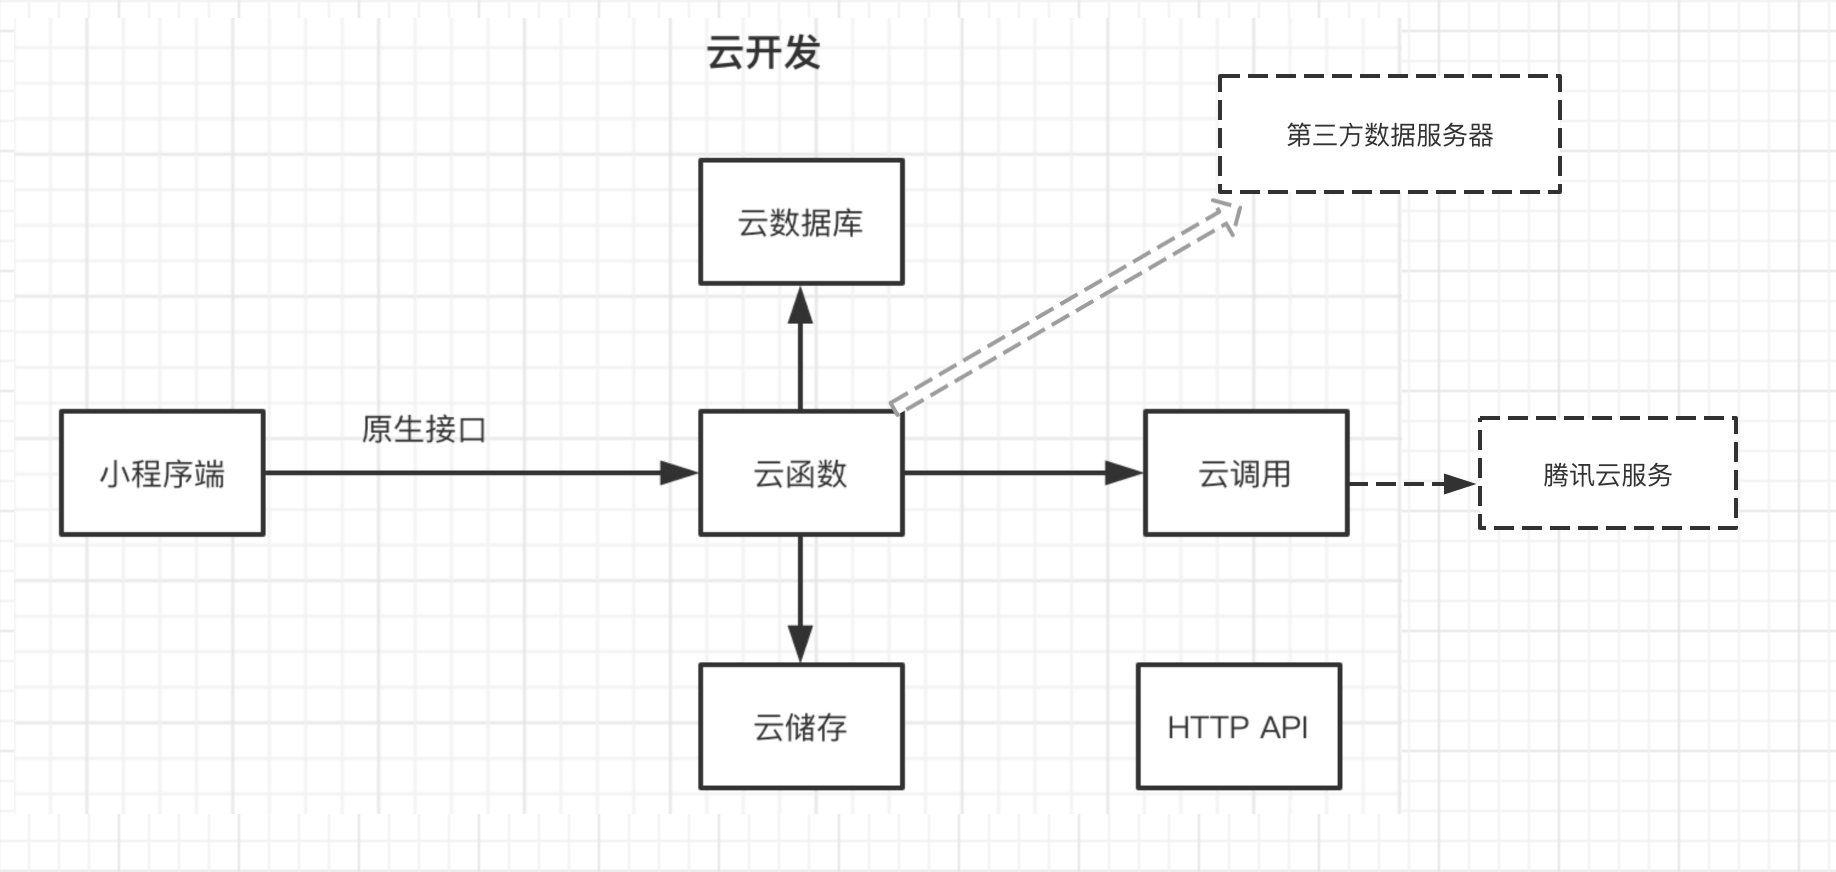 云开发
第三方数据服务器
云数据库
原生接口
小程序端
云函数
云调用
腾讯云服务
云储存
HTTP API